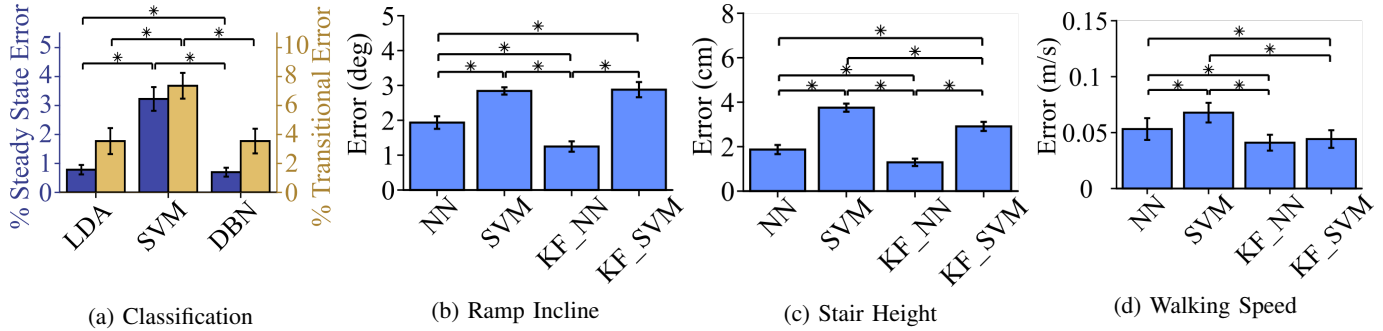 % Steady State Error
5
4
3
2
1
0
*
*
*
*
*
10
8
6
4
2
0
% Transitional Error
LDA
SVM
DBN
(a) Classification
Error (deg)
5
4
3
2
1
0
*
*
*
*
*
NN
SVM
KF_NN
KF_SVM
(b) Ramp Incline
Error (cm)
8
6
4
2
0
*
*
*
*
*
*
NN
SVM
KF_NN
KF_SVM
(c) Stair Height
Error (m/s)
0.15
0.1
0.05
0
*
*
*
*
*
NN
SVM
KF_NN
KF_SVM
(d) Walking Speed